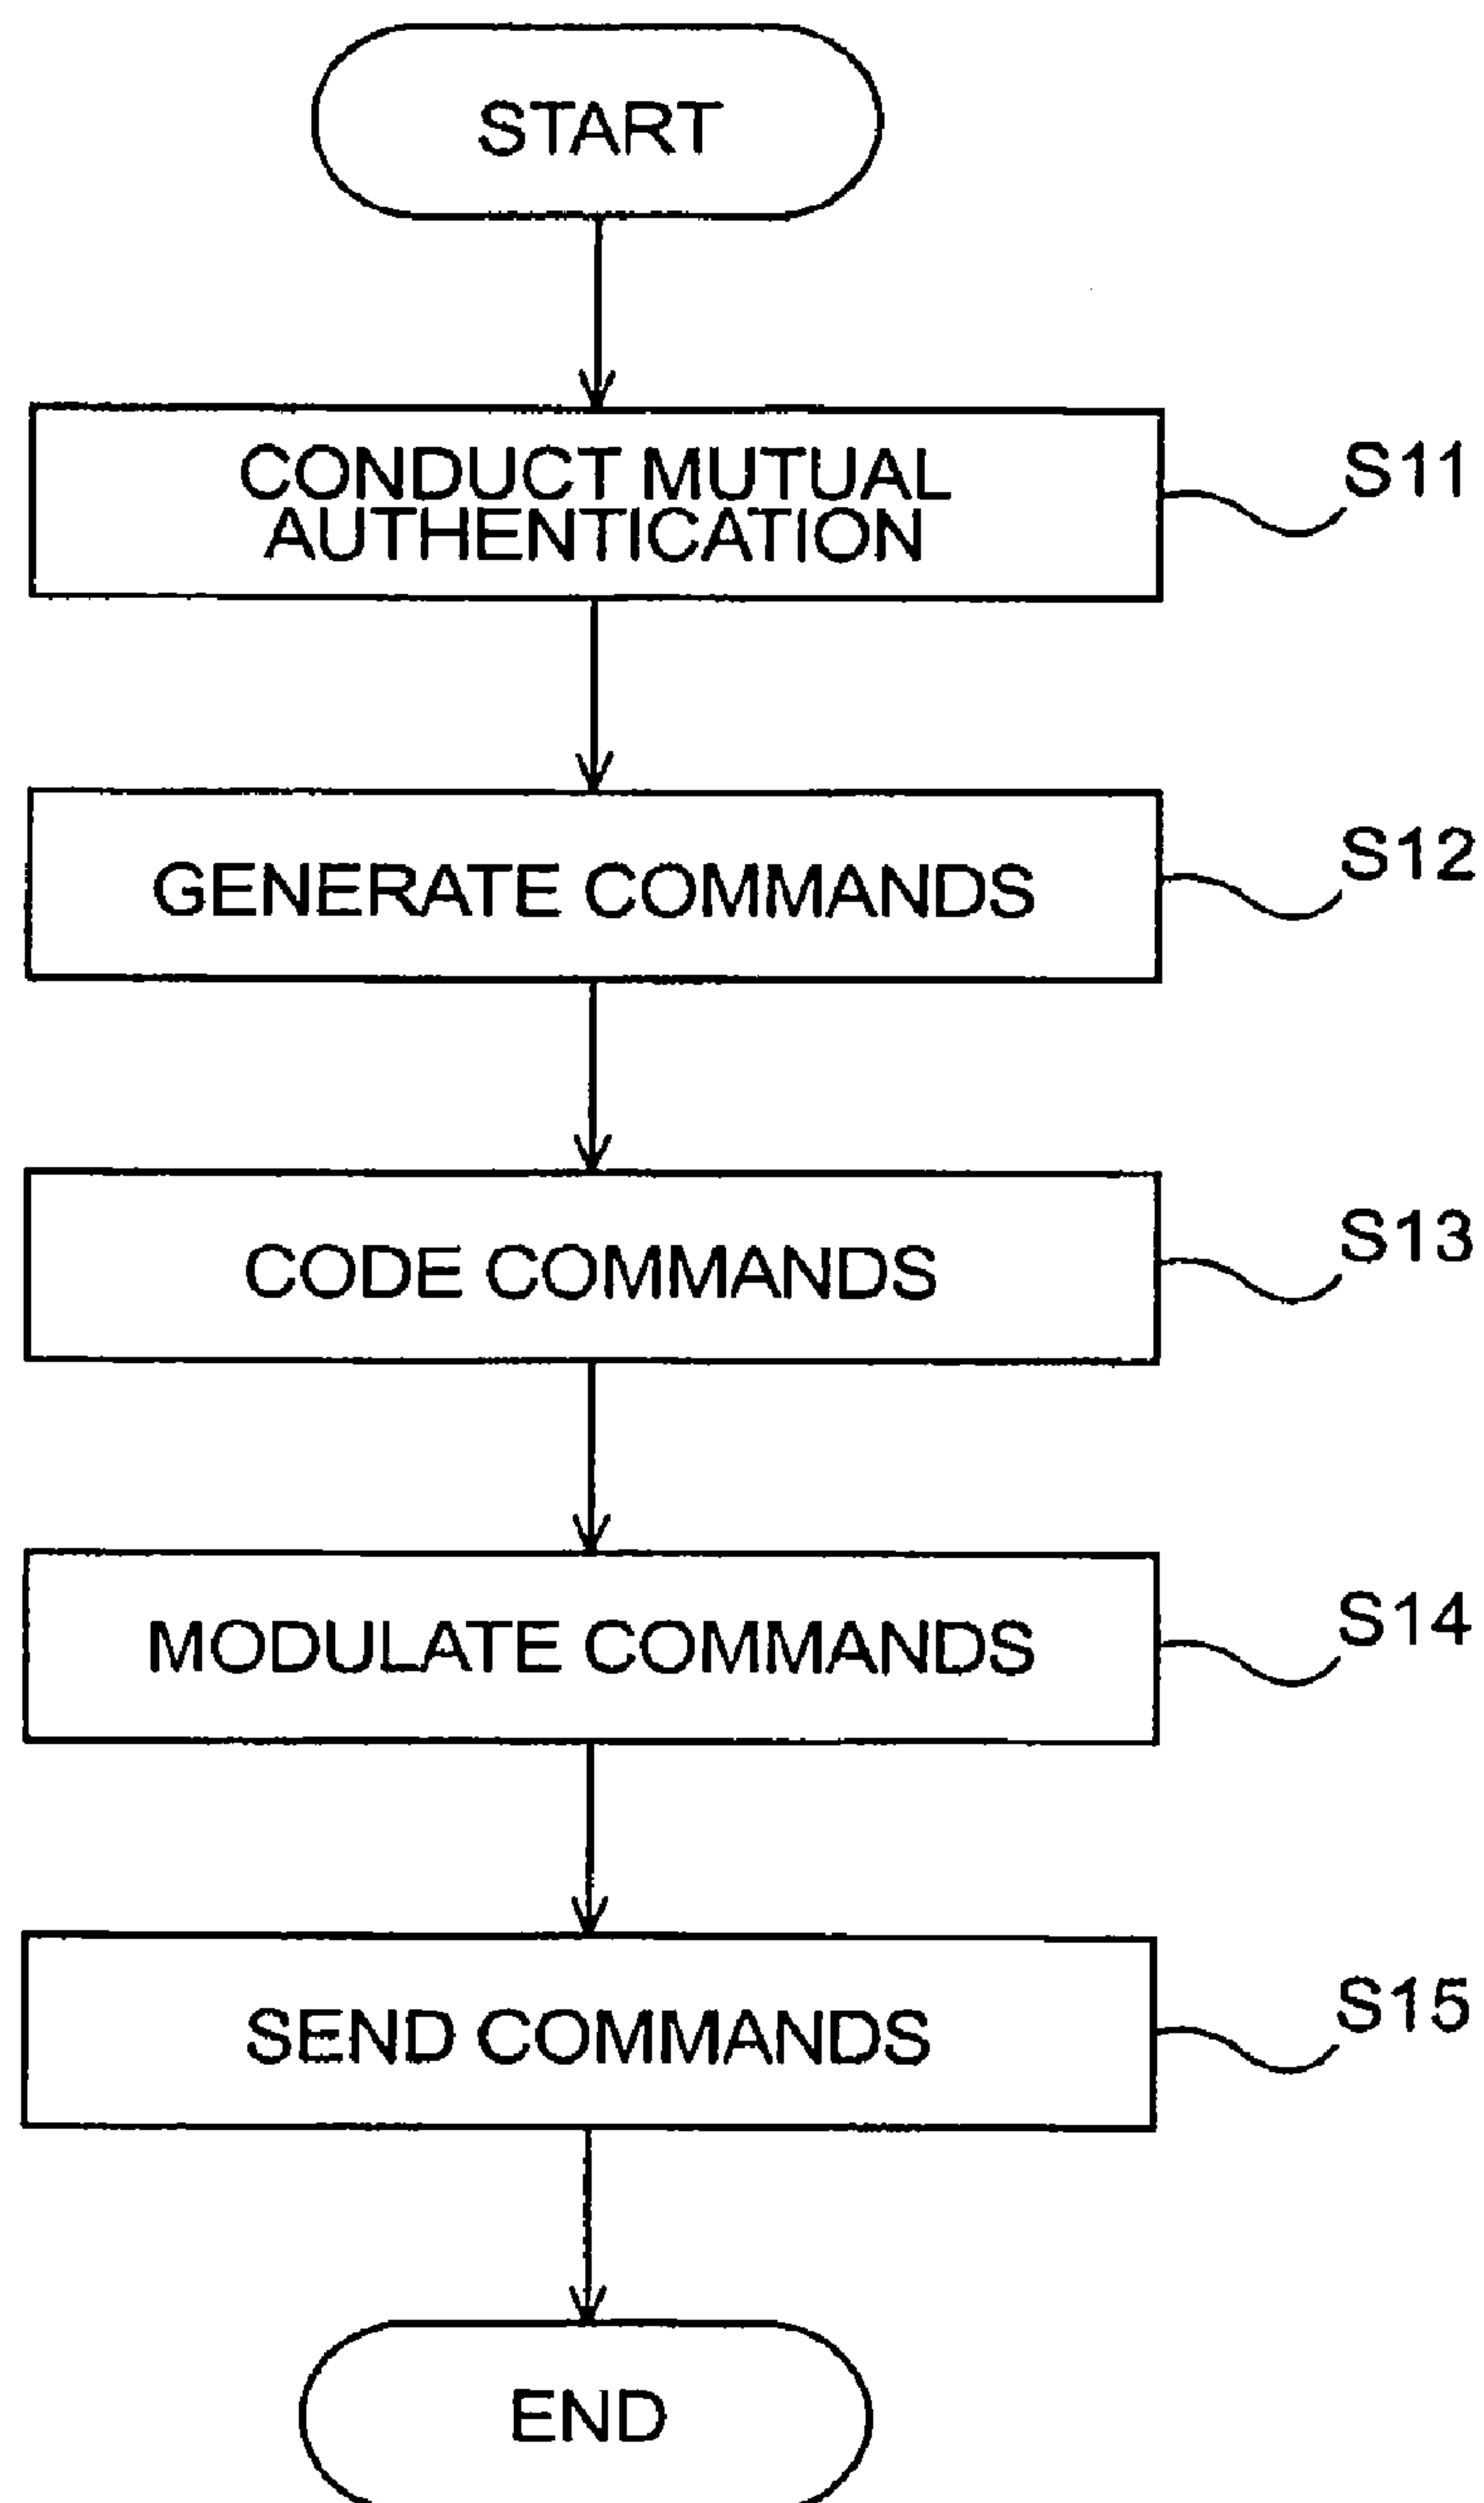 START
CONDUCT MUTUAL
AUTHENTICATION
S11
GENERATE COMMANDS
S12
CODE COMMANDS
S13
MODULATE COMMANDS
S14
SEND COMMANDS
S15
END